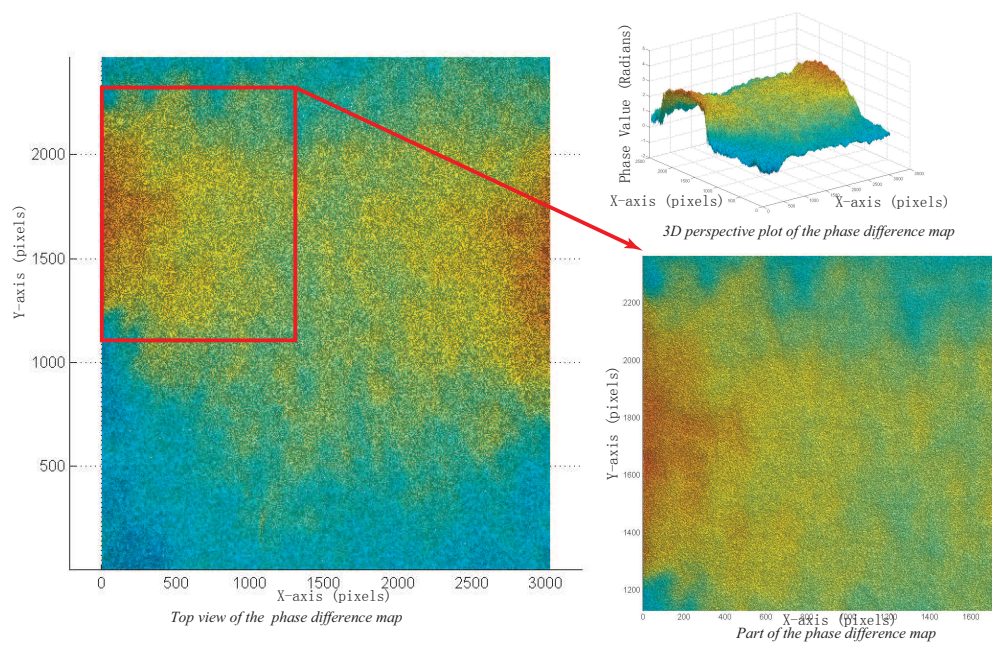 2000
1500
1000
500
Y-axis (pixels)
0 500 1000 1500 2000 2500 3000
X-axis (pixels)
Top view of the phase difference map
Phase Value (Radians)
X-axis (pixels)
X-axis (pixels)
3D perspective plot of the phase difference map
2200
2000
1800
1600
1400
1200
Y-axis (pixels)
0 200 400 600 800 1000 1200 1400 1600
X-axis (pixels)
Part of the phase difference map